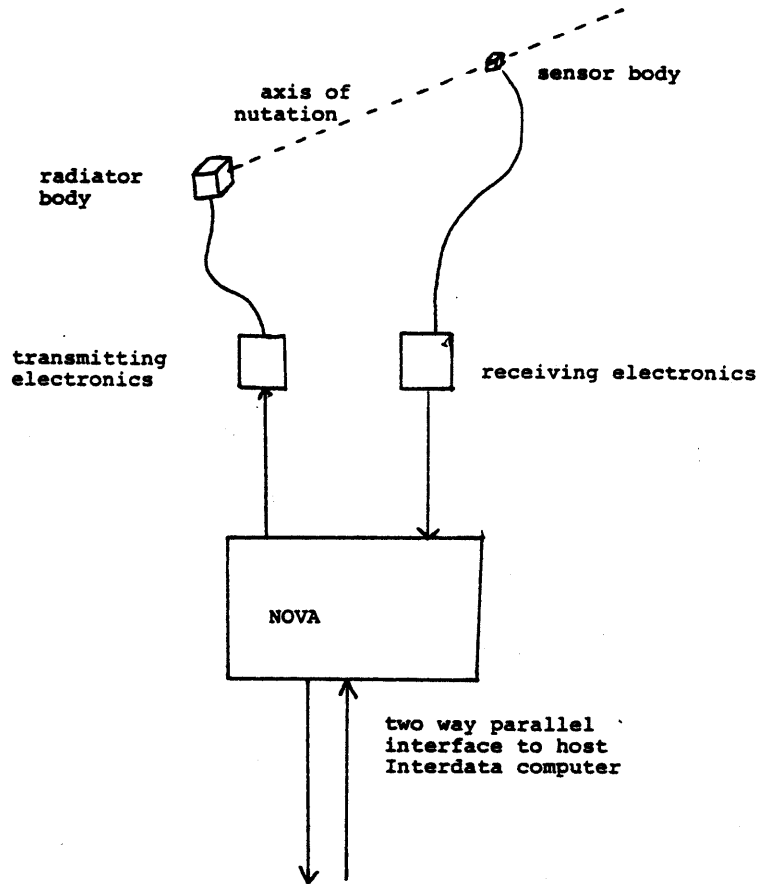 sensor body
axis of
nutation
radiator
body
transmitting
electronics
receiving electronics
NOVA
two way parallel
interface to host
Interdata computer